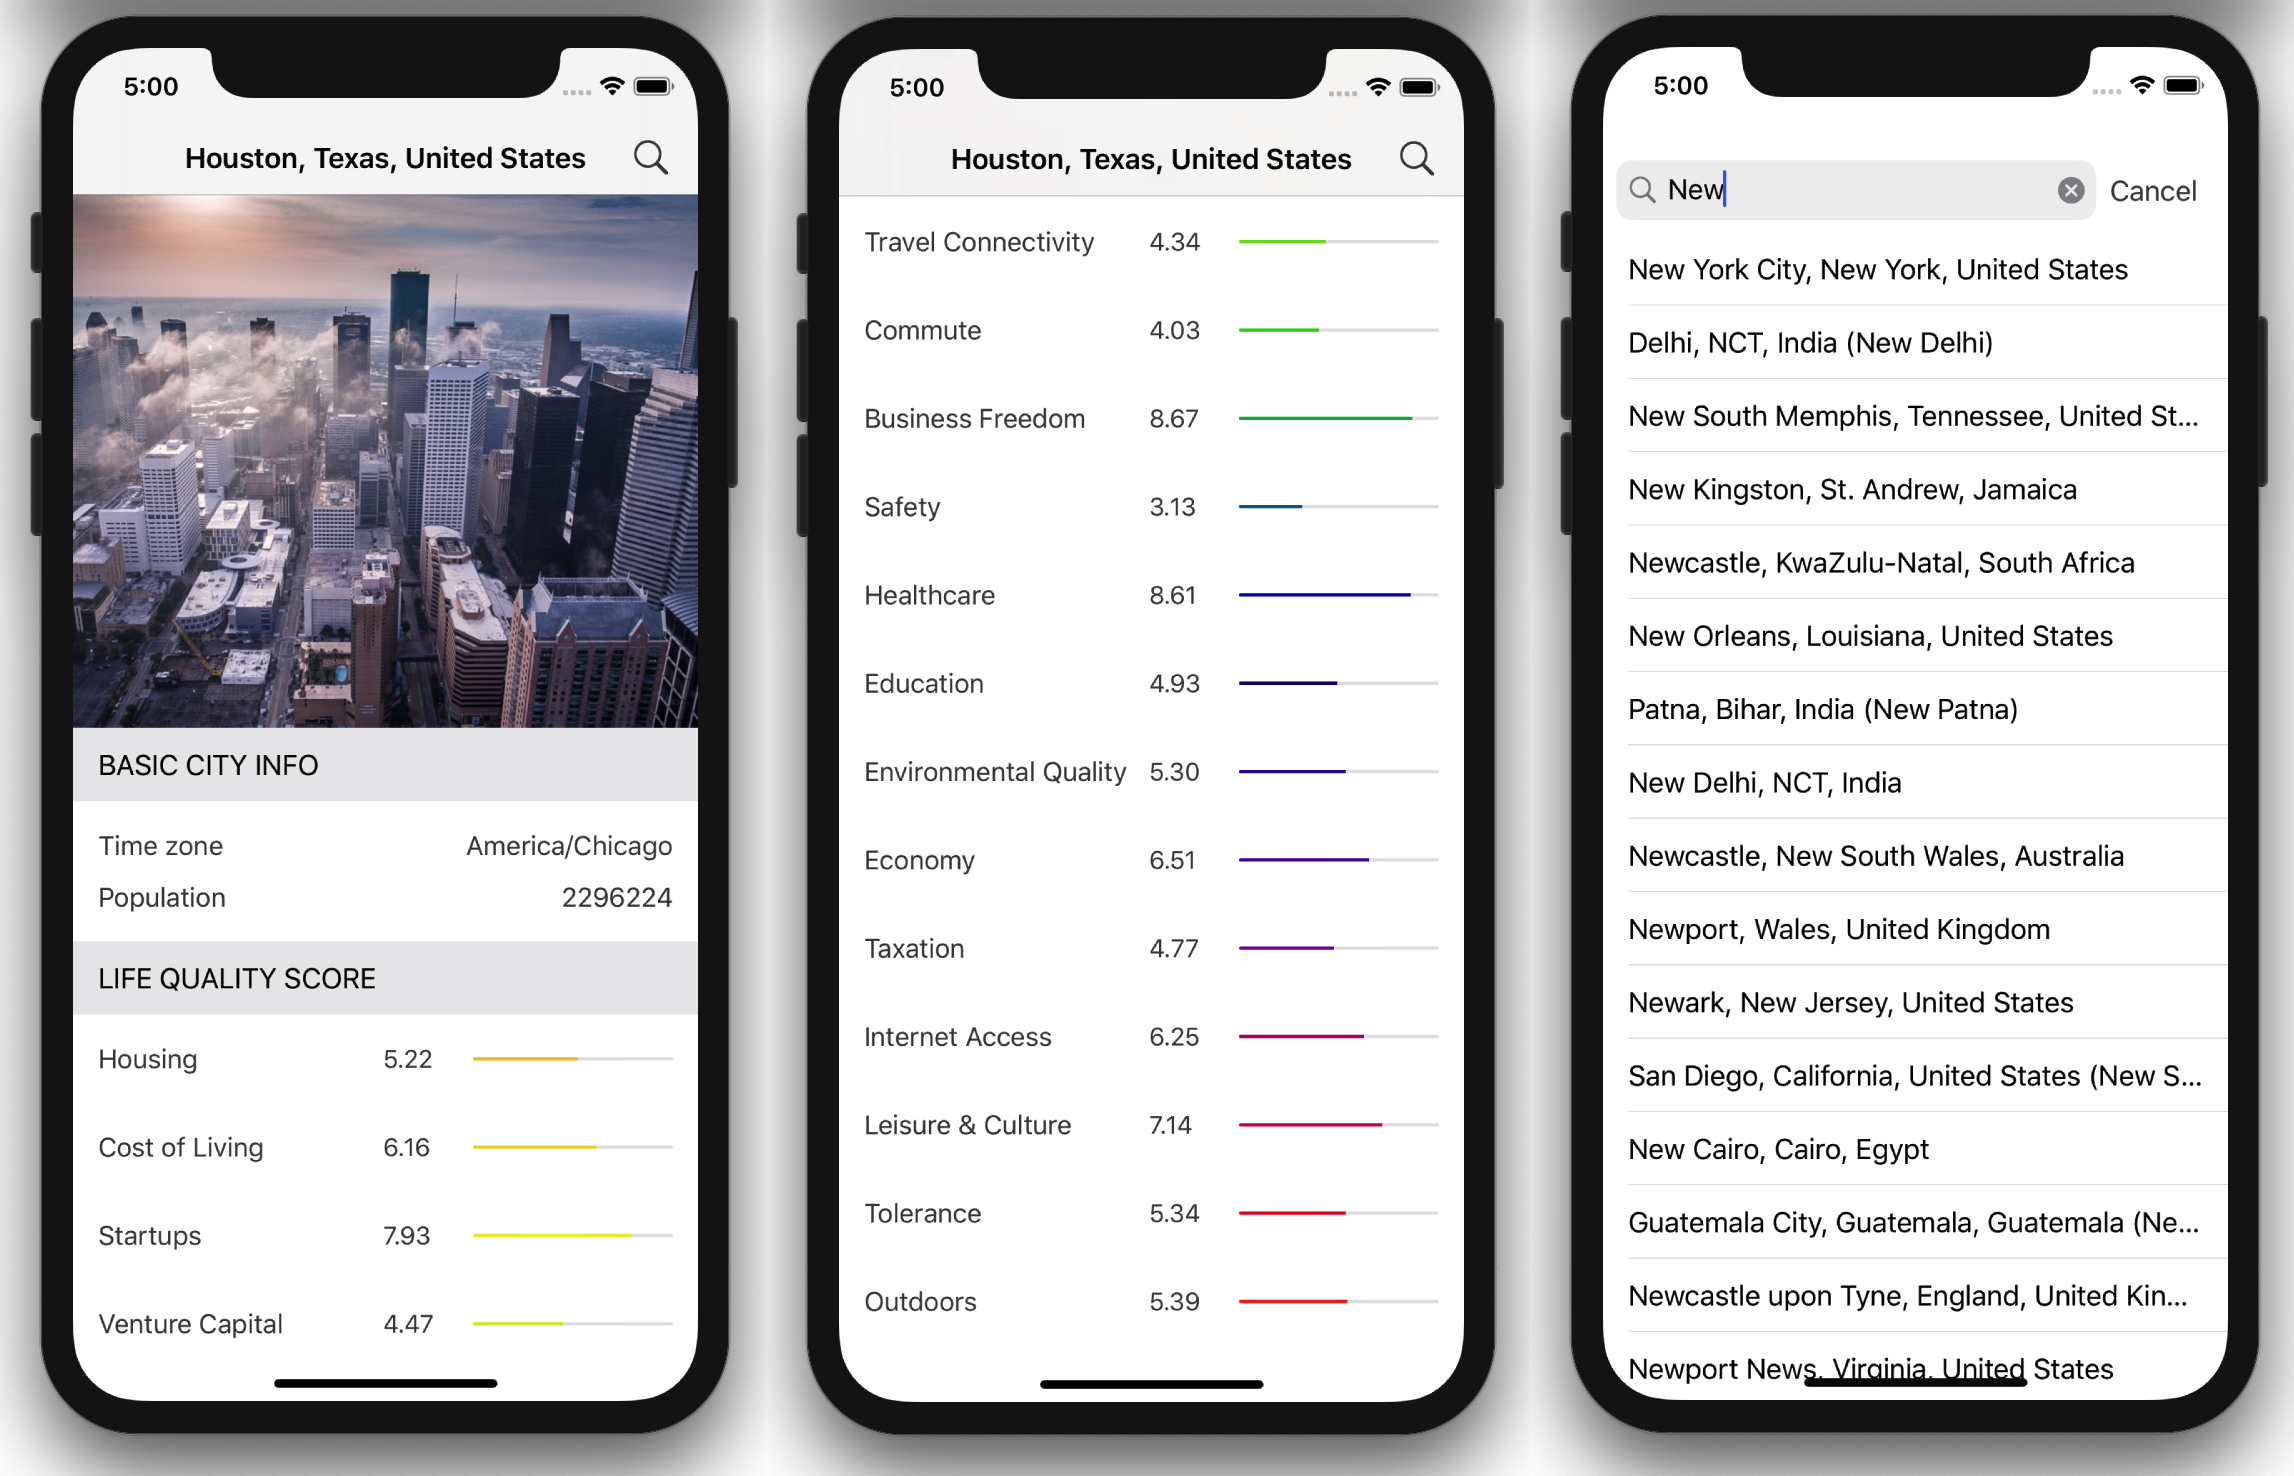 5:00
Houston, Texas, United States
BASIC CITY INFO
Time zone America/Chicago
Population 2296224
LIFE QUALITY SCORE
Housing 5.22
Cost of Living 6.16
Startups 7.93
Venture Capital 4.47
5:00
Houston, Texas, United States
Travel Connectivity 4.34
Commute 4.03
Business Freedom 8.67
Safety 3.13
Healthcare 8.61
Education 4.93
Environmental Quality 5.30
Economy 6.51
Taxation 4.77
Internet Access 6.25
Leisure & Culture 7.14
Tolerance 5.34
Outdoors 5.39
5:00
New Cancel
New York City, New York, United States
Delhi, NCT, India (New Delhi)
New South Memphis, Tennessee, United St...
New Kingston, St. Andrew, Jamaica
Newcastle, KwaZulu-Natal, South Africa
New Orleans, Louisiana, United States
Patna, Bihar, India (New Patna)
New Delhi, NCT, India
Newcastle, New South Wales, Australia
Newport, Wales, United Kingdom
Newark, New Jersey, United States
San Diego, California, United States (New S...
New Cairo, Cairo, Egypt
Guatemala City, Guatemala, Guatemala (Ne...
Newcastle upon Tyne, England, United Kin...
Newport News, Virginia, United States